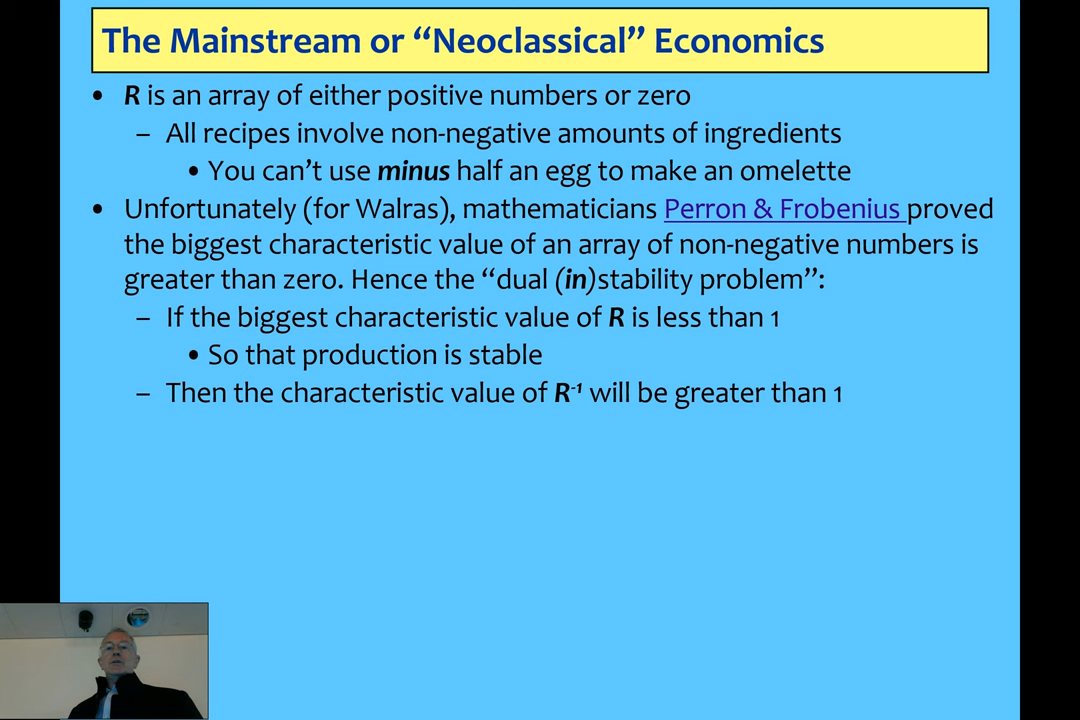 The Mainstream or “Neoclassical” Economics
• R is an array of either positive numbers or zero
– All recipes involve non-negative amounts of ingredients
• You can’t use minus half an egg to make an omelette
• Unfortunately (for Walras), mathematicians Perron & Frobenius proved
the biggest characteristic value of an array of non-negative numbers is
greater than zero. Hence the “dual (in)stability problem”:
– If the biggest characteristic value of R is less than 1
• So that production is stable
– Then the characteristic value of R⁻¹ will be greater than 1